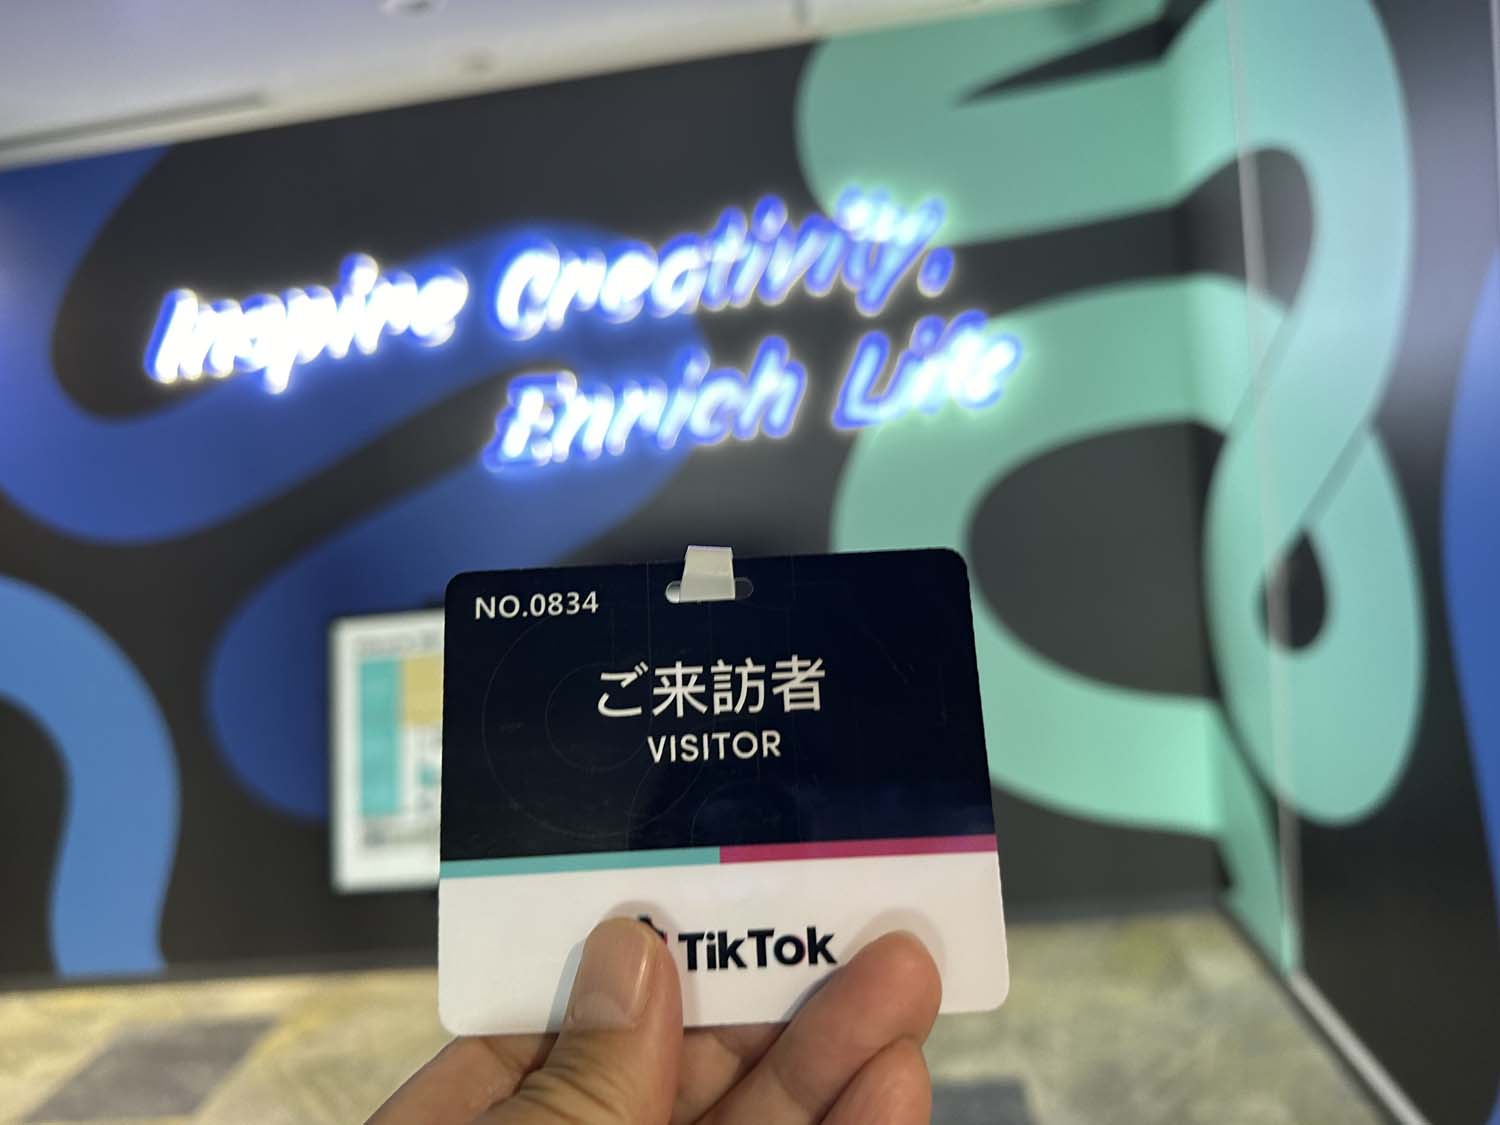 Inspire Creativity.
Enrich Life
NO.0834
ご来訪者
VISITOR
TikTok